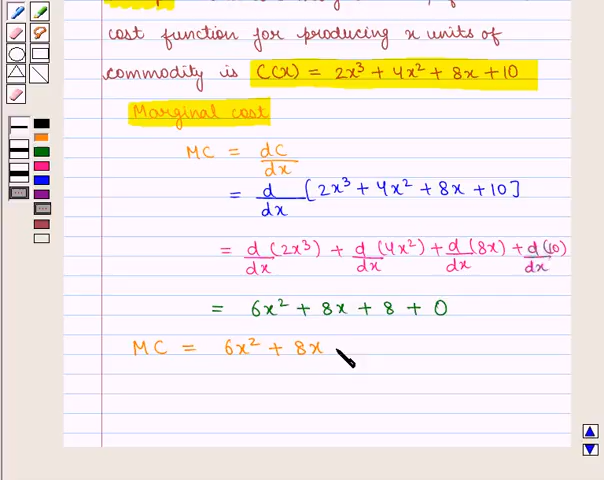 cost function for producing x units of
commodity is C(x) = 2x³ + 4x² + 8x + 10
Marginal cost
MC = dC/dx
= d/dx [2x³ + 4x² + 8x + 10]
= d/dx (2x³) + d/dx (4x²) + d/dx (8x) + d/dx (10)
= 6x² + 8x + 8 + 0
MC = 6x² + 8x